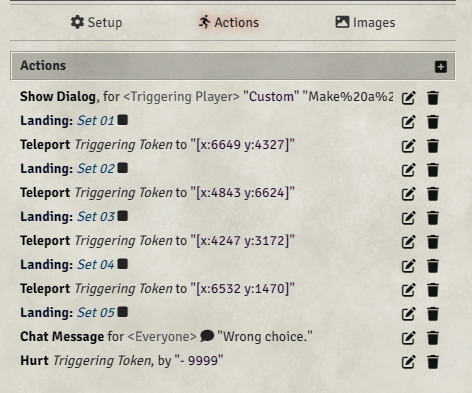 Setup Actions Images
Actions
Show Dialog, for <Triggering Player> "Custom" "Make%20a%2
Landing: Set 01
Teleport Triggering Token to "[x:6649 y:4327]"
Landing: Set 02
Teleport Triggering Token to "[x:4843 y:6624]"
Landing: Set 03
Teleport Triggering Token to "[x:4247 y:3172]"
Landing: Set 04
Teleport Triggering Token to "[x:6532 y:1470]"
Landing: Set 05
Chat Message for <Everyone> "Wrong choice."
Hurt Triggering Token, by "- 9999"